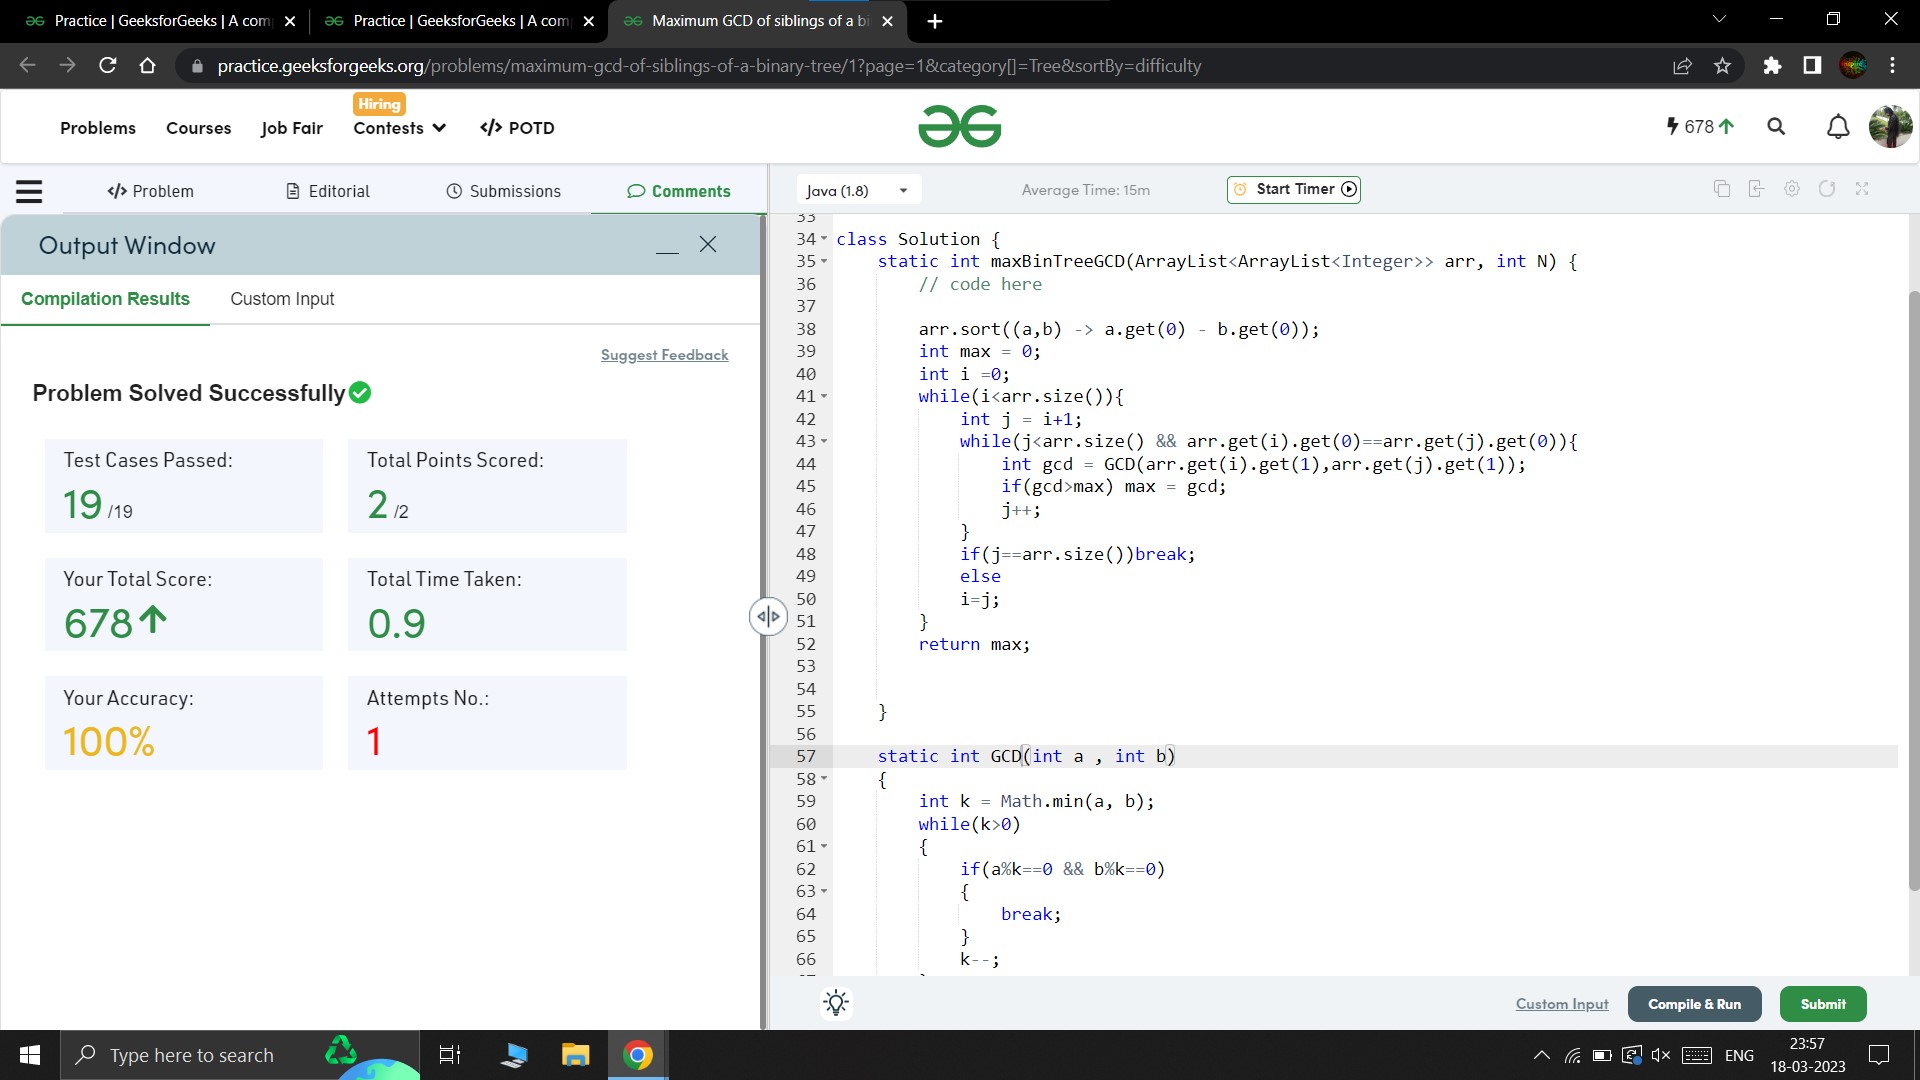 Practice | GeeksforGeeks | A com
Practice | GeeksforGeeks | A com
Maximum GCD of siblings of a bi
practice.geeksforgeeks.org/problems/maximum-gcd-of-siblings-of-a-binary-tree/1?page=1&category[]=Tree&sortBy=difficulty
Problems
Courses
Job Fair
Hiring
Contests
</> POTD
678
</> Problem
Editorial
Submissions
Comments
Java (1.8)
Average Time: 15m
Start Timer
Output Window
Compilation Results
Custom Input
Suggest Feedback
Problem Solved Successfully
Test Cases Passed:
19 /19
Total Points Scored:
2 /2
Your Total Score:
678
Total Time Taken:
0.9
Your Accuracy:
100%
Attempts No.:
1
33
34 class Solution {
35 static int maxBinTreeGCD(ArrayList<ArrayList<Integer>> arr, int N) {
36 // code here
37
38 arr.sort((a,b) -> a.get(0) - b.get(0));
39 int max = 0;
40 int i =0;
41 while(i<arr.size()){
42 int j = i+1;
43 while(j<arr.size() && arr.get(i).get(0)==arr.get(j).get(0)){
44 int gcd = GCD(arr.get(i).get(1),arr.get(j).get(1));
45 if(gcd>max) max = gcd;
46 j++;
47 }
48 if(j==arr.size())break;
49 else
50 i=j;
51 }
52 return max;
53
54
55 }
56
57 static int GCD(int a , int b)
58 {
59 int k = Math.min(a, b);
60 while(k>0)
61 {
62 if(a%k==0 && b%k==0)
63 {
64 break;
65 }
66 k--;
Custom Input
Compile & Run
Submit
Type here to search
ENG
23:57
18-03-2023